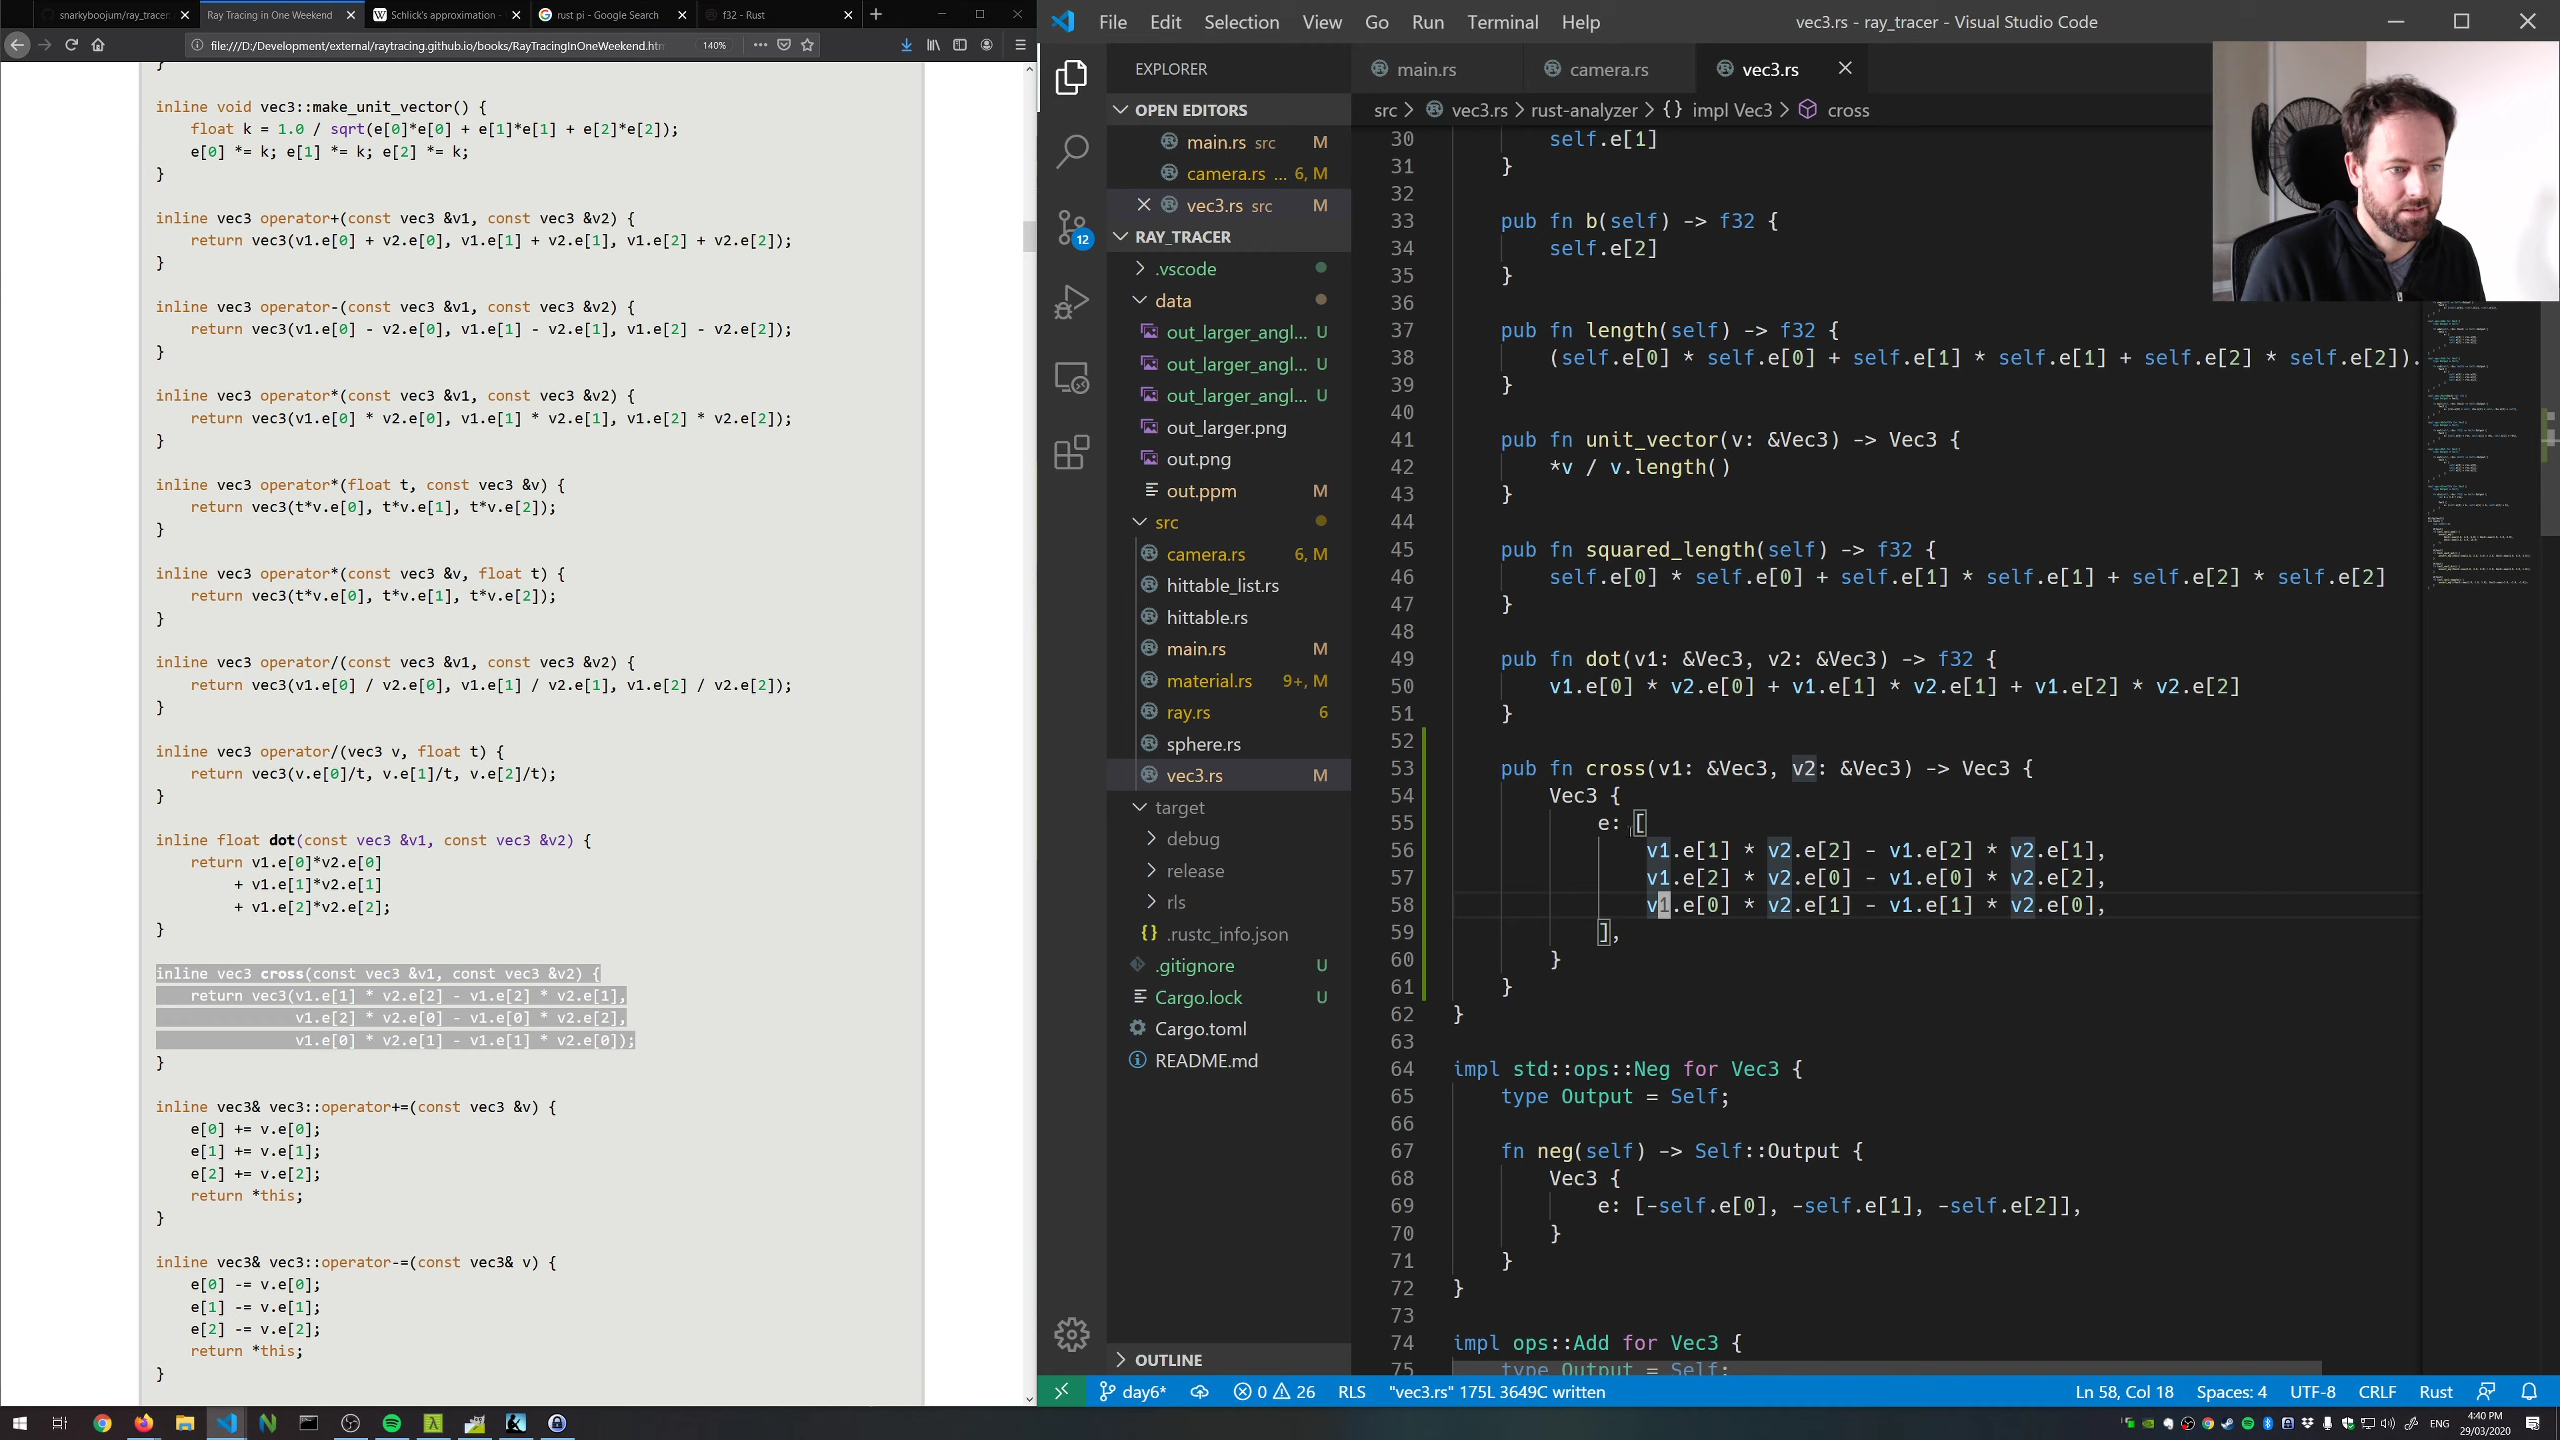 snarkyboojum/ray_tracer
Ray Tracing in One Weekend
Schlick's approximation -
rust pi - Google Search
f32 - Rust
file:///D:/Development/external/raytracing.github.io/books/RayTracingInOneWeekend.htm
140%
}
inline void vec3::make_unit_vector() {
float k = 1.0 / sqrt(e[0]*e[0] + e[1]*e[1] + e[2]*e[2]);
e[0] *= k; e[1] *= k; e[2] *= k;
}
inline vec3 operator+(const vec3 &v1, const vec3 &v2) {
return vec3(v1.e[0] + v2.e[0], v1.e[1] + v2.e[1], v1.e[2] + v2.e[2]);
}
inline vec3 operator-(const vec3 &v1, const vec3 &v2) {
return vec3(v1.e[0] - v2.e[0], v1.e[1] - v2.e[1], v1.e[2] - v2.e[2]);
}
inline vec3 operator*(const vec3 &v1, const vec3 &v2) {
return vec3(v1.e[0] * v2.e[0], v1.e[1] * v2.e[1], v1.e[2] * v2.e[2]);
}
inline vec3 operator*(float t, const vec3 &v) {
return vec3(t*v.e[0], t*v.e[1], t*v.e[2]);
}
inline vec3 operator*(const vec3 &v, float t) {
return vec3(t*v.e[0], t*v.e[1], t*v.e[2]);
}
inline vec3 operator/(const vec3 &v1, const vec3 &v2) {
return vec3(v1.e[0] / v2.e[0], v1.e[1] / v2.e[1], v1.e[2] / v2.e[2]);
}
inline vec3 operator/(vec3 v, float t) {
return vec3(v.e[0]/t, v.e[1]/t, v.e[2]/t);
}
inline float dot(const vec3 &v1, const vec3 &v2) {
return v1.e[0]*v2.e[0]
+ v1.e[1]*v2.e[1]
+ v1.e[2]*v2.e[2];
}
inline vec3 cross(const vec3 &v1, const vec3 &v2) {
return vec3(v1.e[1] * v2.e[2] - v1.e[2] * v2.e[1],
v1.e[2] * v2.e[0] - v1.e[0] * v2.e[2],
v1.e[0] * v2.e[1] - v1.e[1] * v2.e[0]);
}
inline vec3& vec3::operator+=(const vec3 &v) {
e[0] += v.e[0];
e[1] += v.e[1];
e[2] += v.e[2];
return *this;
}
inline vec3& vec3::operator-=(const vec3& v) {
e[0] -= v.e[0];
e[1] -= v.e[1];
e[2] -= v.e[2];
return *this;
}
File Edit Selection View Go Run Terminal Help
vec3.rs - ray_tracer - Visual Studio Code
EXPLORER
OPEN EDITORS
main.rs src M
camera.rs ... 6, M
vec3.rs src M
RAY_TRACER
.vscode
data
out_larger_angl... U
out_larger_angl... U
out_larger_angl... U
out_larger.png
out.png
out.ppm M
src
camera.rs 6, M
hittable_list.rs
hittable.rs
main.rs M
material.rs 9+, M
ray.rs 6
sphere.rs
vec3.rs M
target
debug
release
rls
.rustc_info.json
.gitignore U
Cargo.lock U
Cargo.toml
README.md
OUTLINE
12
main.rs
camera.rs
vec3.rs
src > vec3.rs > rust-analyzer > {} impl Vec3 > cross
30 self.e[1]
31 }
32
33 pub fn b(self) -> f32 {
34 self.e[2]
35 }
36
37 pub fn length(self) -> f32 {
38 (self.e[0] * self.e[0] + self.e[1] * self.e[1] + self.e[2] * self.e[2]).
39 }
40
41 pub fn unit_vector(v: &Vec3) -> Vec3 {
42 *v / v.length()
43 }
44
45 pub fn squared_length(self) -> f32 {
46 self.e[0] * self.e[0] + self.e[1] * self.e[1] + self.e[2] * self.e[2]
47 }
48
49 pub fn dot(v1: &Vec3, v2: &Vec3) -> f32 {
50 v1.e[0] * v2.e[0] + v1.e[1] * v2.e[1] + v1.e[2] * v2.e[2]
51 }
52
53 pub fn cross(v1: &Vec3, v2: &Vec3) -> Vec3 {
54 Vec3 {
55 e: [
56 v1.e[1] * v2.e[2] - v1.e[2] * v2.e[1],
57 v1.e[2] * v2.e[0] - v1.e[0] * v2.e[2],
58 v1.e[0] * v2.e[1] - v1.e[1] * v2.e[0],
59 ],
60 }
61 }
62 }
63
64 impl std::ops::Neg for Vec3 {
65 type Output = Self;
66
67 fn neg(self) -> Self::Output {
68 Vec3 {
69 e: [-self.e[0], -self.e[1], -self.e[2]],
70 }
71 }
72 }
73
74 impl ops::Add for Vec3 {
75 type Output = Self;
day6* 0 26 RLS "vec3.rs" 175L 3649C written Ln 58, Col 18 Spaces: 4 UTF-8 CRLF Rust
ENG
4:40 PM
29/03/2020